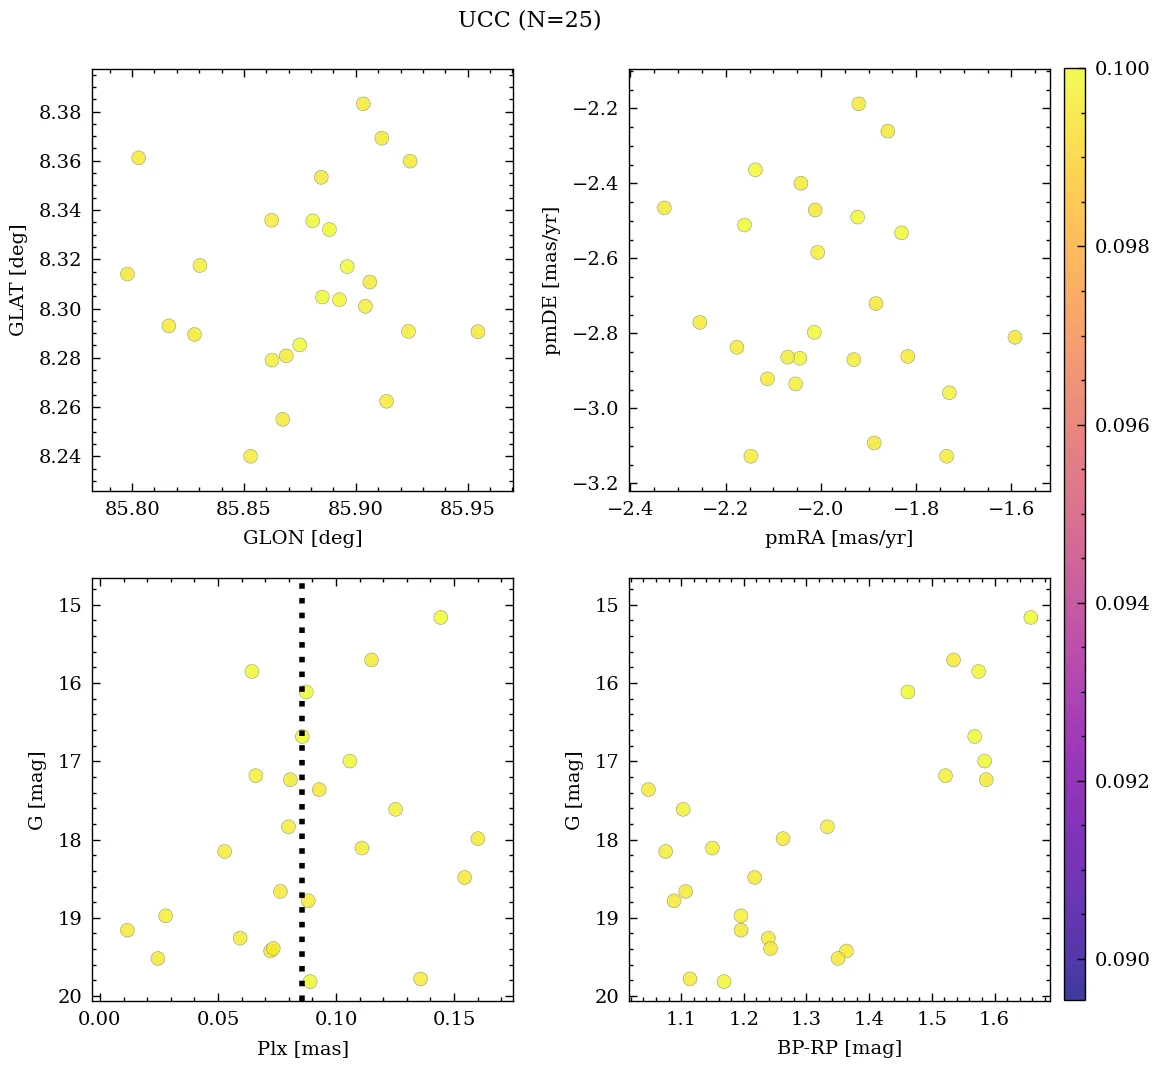 UCC (N=25)
8.38
8.36
8.34
8.32
8.30
8.28
8.26
8.24
GLAT [deg]
85.80 85.85 85.90 85.95
GLON [deg]
−2.2
−2.4
−2.6
−2.8
−3.0
−3.2
pmDE [mas/yr]
−2.4 −2.2 −2.0 −1.8 −1.6
pmRA [mas/yr]
15
16
17
18
19
20
G [mag]
0.00 0.05 0.10 0.15
Plx [mas]
15
16
17
18
19
20
G [mag]
1.1 1.2 1.3 1.4 1.5 1.6
BP-RP [mag]
0.100
0.098
0.096
0.094
0.092
0.090